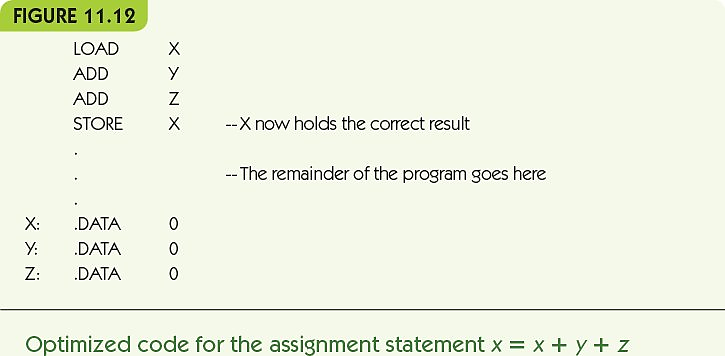 FIGURE 11.12
LOAD X
ADD Y
ADD Z
STORE X --X now holds the correct result
.
. --The remainder of the program goes here
.
X: .DATA 0
Y: .DATA 0
Z: .DATA 0
Optimized code for the assignment statement x = x + y + z